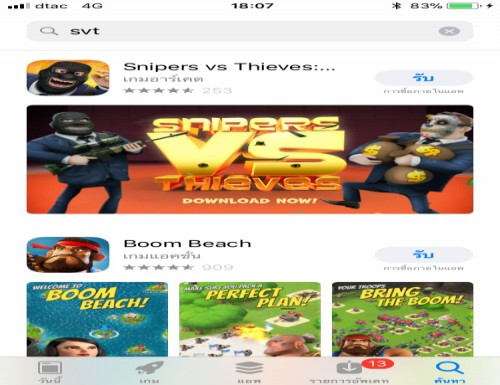 dtac 4G 18:07 83%
svt
Snipers vs Thieves:...
เกมอาร์เคด
รับ
253
การซื้อภายในแอพ
SNIPERS
VS
THIEVES
DOWNLOAD NOW!
Boom Beach
เกมแอคชั่น
รับ
909
การซื้อภายในแอพ
WELCOME TO
BOOM
BEACH!
MAKE SURE YOU PACK A
PERFECT
PLAN!
YOUR TROOPS
BRING
THE BOOM!
13
วันนี้ เกม แอพ รายการอัพเดท ค้นหา